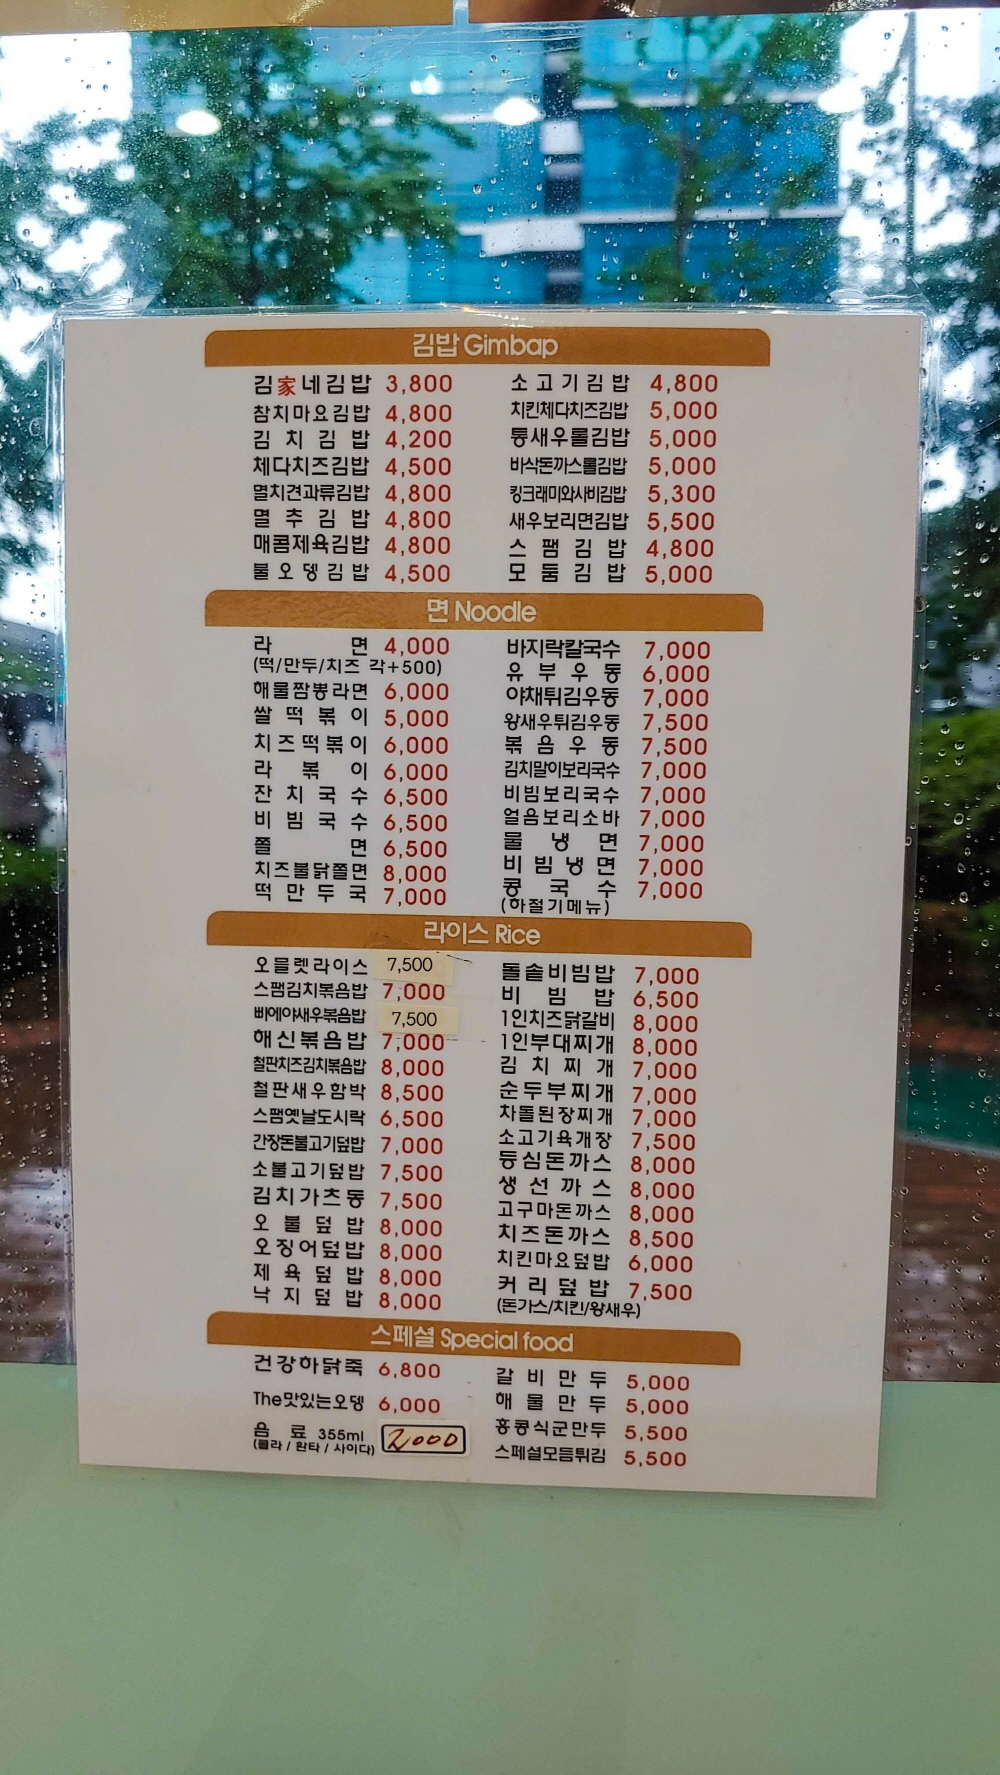 김밥 Gimbap
김家네김밥 3,800
참치마요김밥 4,800
김치김밥 4,200
체다치즈김밥 4,500
멸치견과류김밥 4,800
멸추김밥 4,800
매콤제육김밥 4,800
불오뎅김밥 4,500
소고기김밥 4,800
치킨체다치즈김밥 5,000
통새우롤김밥 5,000
바삭돈까스롤김밥 5,000
킹크래미와사비김밥 5,300
새우보리면김밥 5,500
스팸김밥 4,800
모둠김밥 5,000
면 Noodle
라면 4,000
(떡/만두/치즈 각+500)
해물짬뽕라면 6,000
쌀떡볶이 5,000
치즈떡볶이 6,000
라볶이 6,000
잔치국수 6,500
비빔국수 6,500
쫄면 6,500
치즈불닭쫄면 8,000
떡만두국 7,000
바지락칼국수 7,000
유부우동 6,000
야채튀김우동 7,000
왕새우튀김우동 7,500
볶음우동 7,500
김치말이보리국수 7,000
비빔보리국수 7,000
얼음보리소바 7,000
물냉면 7,000
비빔냉면 7,000
콩국수 7,000
(하절기메뉴)
라이스 Rice
오믈렛라이스 7,500
스팸김치볶음밥 7,000
삐에야새우볶음밥 7,500
해신볶음밥 7,000
철판치즈김치볶음밥 8,000
철판새우함박 8,500
스팸옛날도시락 6,500
간장돈불고기덮밥 7,000
소불고기덮밥 7,500
김치가츠동 7,500
오불덮밥 8,000
오징어덮밥 8,000
제육덮밥 8,000
낙지덮밥 8,000
돌솥비빔밥 7,000
비빔밥 6,500
1인치즈닭갈비 8,000
1인부대찌개 8,000
김치찌개 7,000
순두부찌개 7,000
차돌된장찌개 7,000
소고기육개장 7,500
등심돈까스 8,000
생선까스 8,000
고구마돈까스 8,000
치즈돈까스 8,500
치킨마요덮밥 6,000
커리덮밥 7,500
(돈가스/치킨/왕새우)
스페셜 Special food
건강하닭죽 6,800
The맛있는오뎅 6,000
음료 355ml 2000
(콜라 / 환타 / 사이다)
갈비만두 5,000
해물만두 5,000
홍콩식군만두 5,500
스페셜모듬튀김 5,500